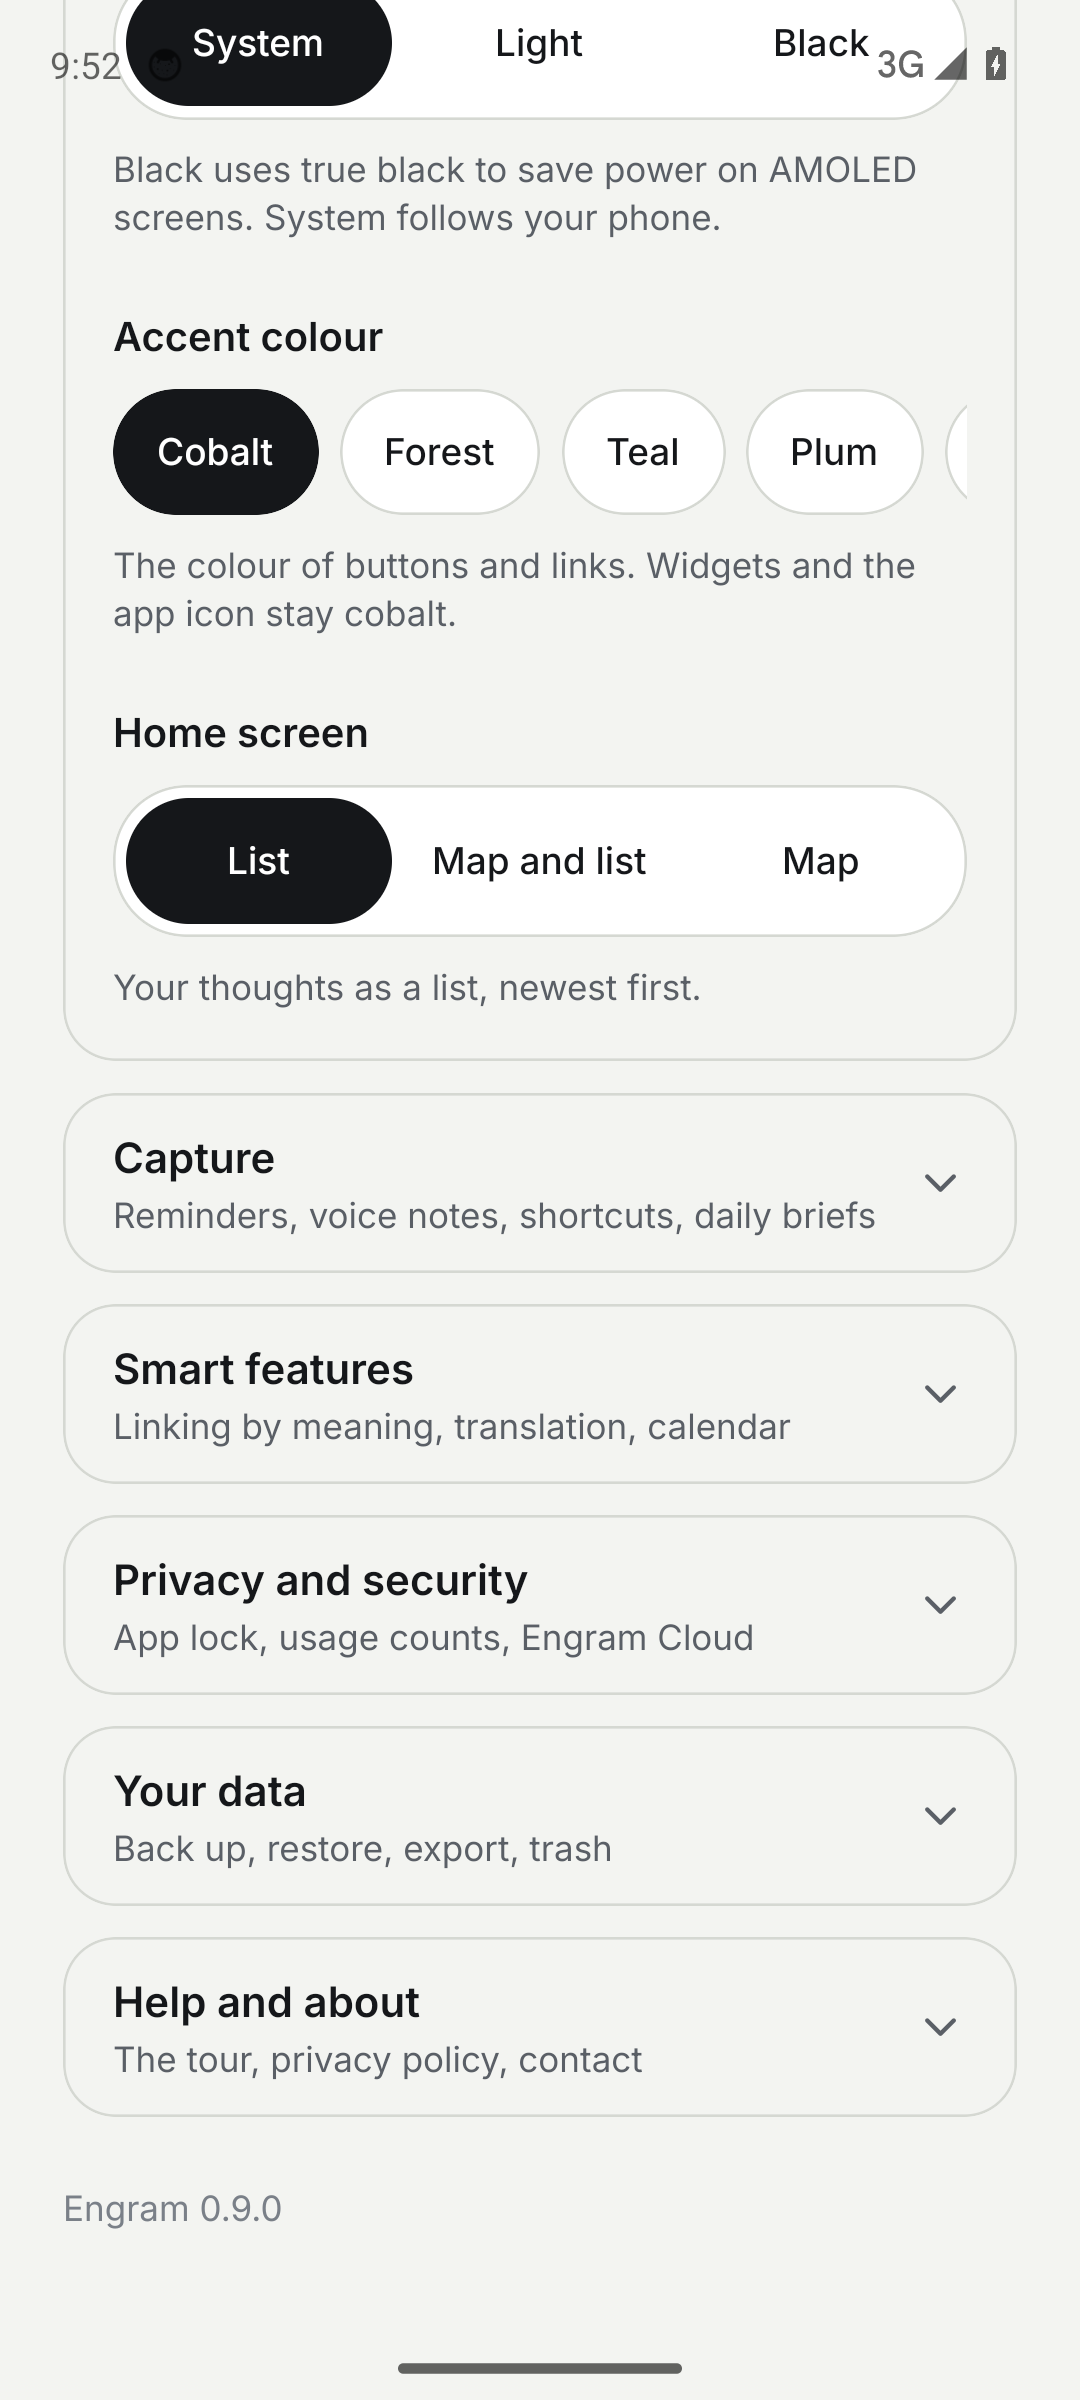 System Light Black
9:52 3G
Black uses true black to save power on AMOLED
screens. System follows your phone.
Accent colour
Cobalt Forest Teal Plum
The colour of buttons and links. Widgets and the
app icon stay cobalt.
Home screen
List Map and list Map
Your thoughts as a list, newest first.
Capture
Reminders, voice notes, shortcuts, daily briefs
Smart features
Linking by meaning, translation, calendar
Privacy and security
App lock, usage counts, Engram Cloud
Your data
Back up, restore, export, trash
Help and about
The tour, privacy policy, contact
Engram 0.9.0